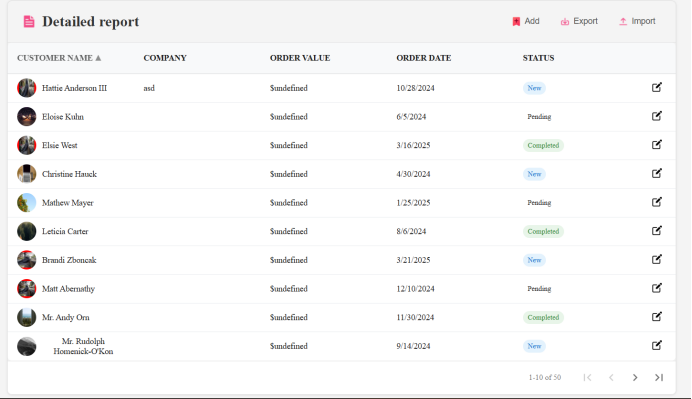 Detailed report
Add Export Import
CUSTOMER NAME COMPANY ORDER VALUE ORDER DATE STATUS
Hattie Anderson III asd $undefined 10/28/2024 New
Eloise Kuhn $undefined 6/5/2024 Pending
Elsie West $undefined 3/16/2025 Completed
Christine Hauck $undefined 4/30/2024 New
Mathew Mayer $undefined 1/25/2025 Pending
Leticia Carter $undefined 8/6/2024 Completed
Brandi Zboncak $undefined 3/21/2025 New
Matt Abernathy $undefined 12/10/2024 Pending
Mr. Andy Orn $undefined 11/30/2024 Completed
Mr. Rudolph
Homenick-O'Kon $undefined 9/14/2024 New
1-10 of 50